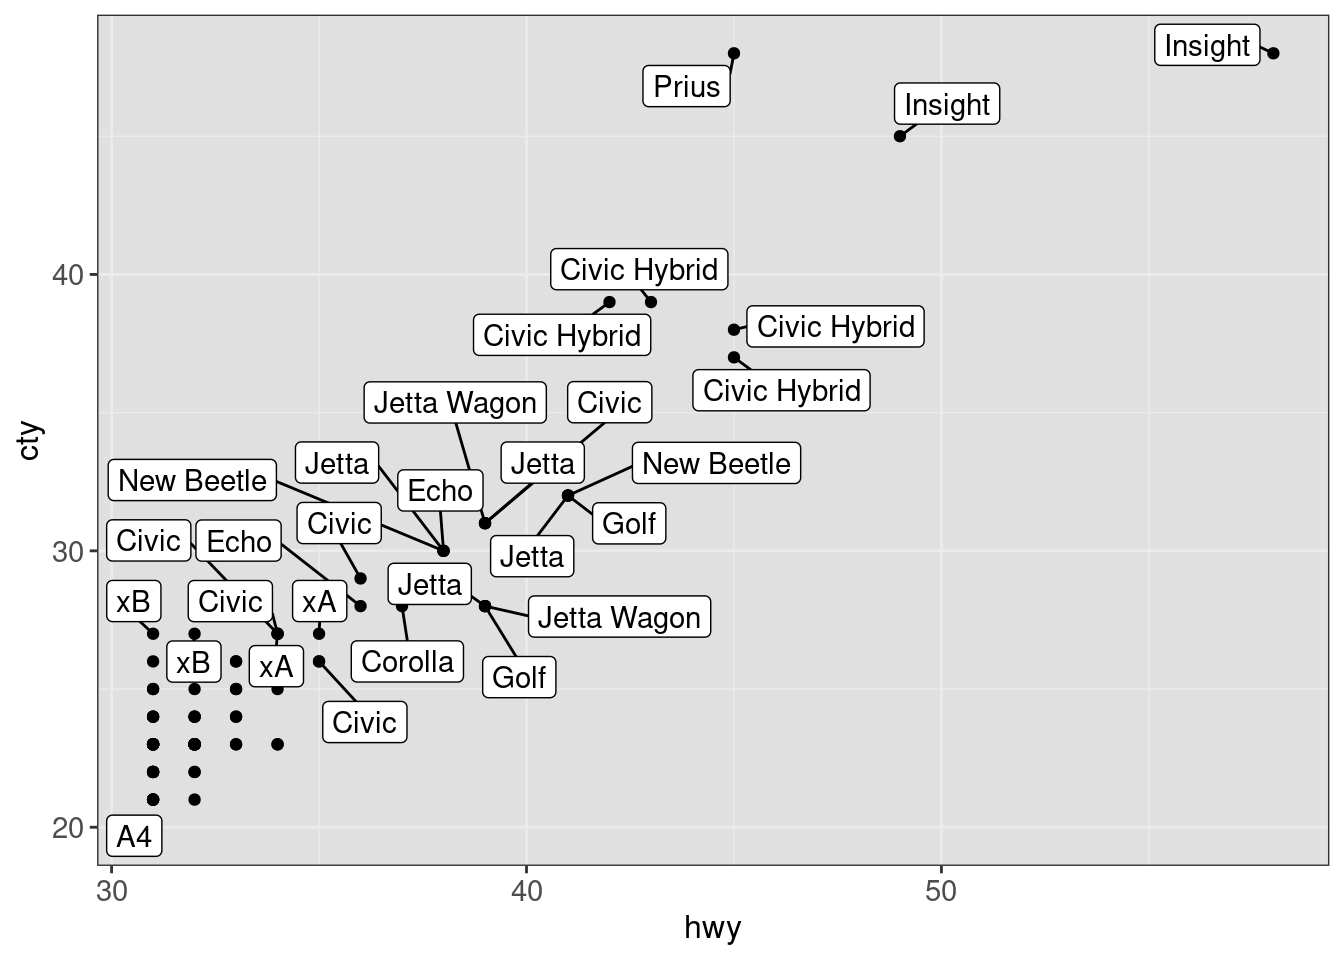 Insight
Prius
Insight
40
Civic Hybrid
Civic Hybrid
Civic Hybrid
Civic Hybrid
Jetta Wagon
Civic
cty
Jetta
Jetta
New Beetle
New Beetle
Echo
Civic
Golf
Civic
Echo
30
Jetta
Jetta
xB
Civic
xA
Jetta Wagon
xB
xA
Corolla
Golf
Civic
20
A4
30
40
50
hwy